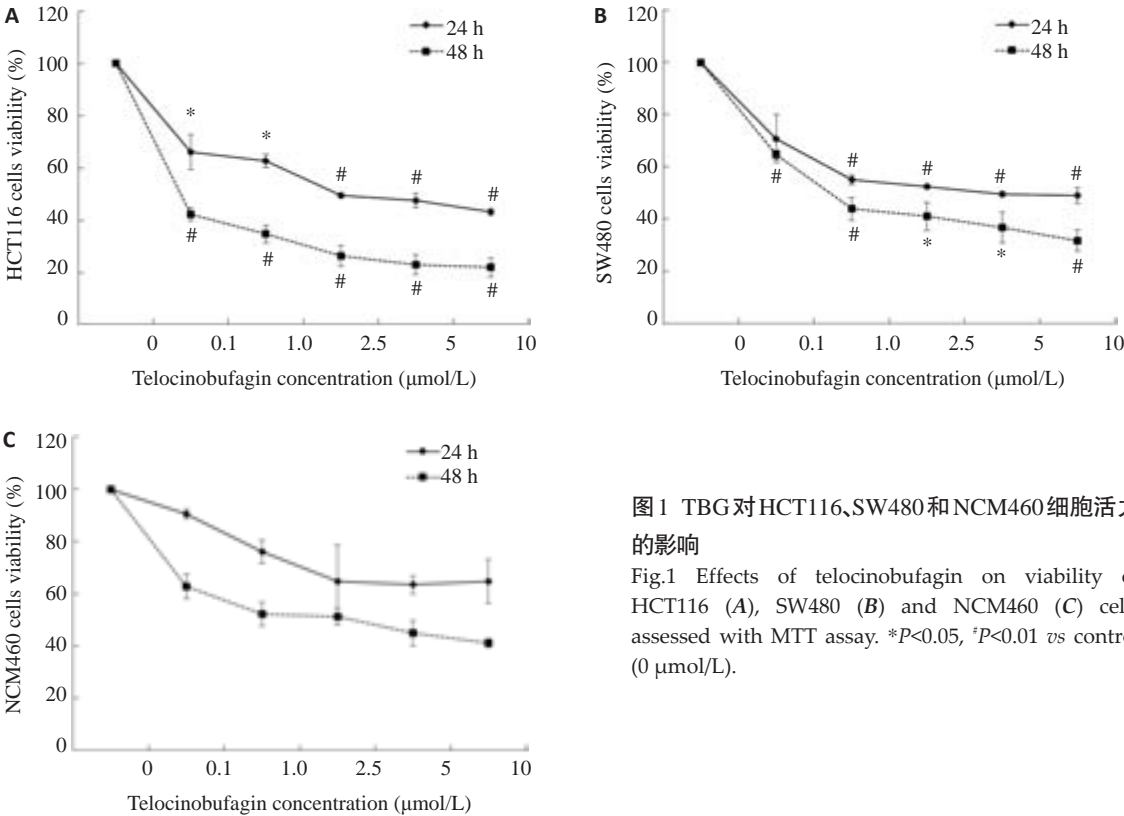 A
120
100
80
60
40
20
0
HCT116 cells viability (%)
24 h
48 h
* * # # #
# # # # #
0 0.1 1.0 2.5 5 10
Telocinobufagin concentration (μmol/L)
B
120
100
80
60
40
20
0
SW480 cells viability (%)
24 h
48 h
# # # #
# # * * #
0 0.1 1.0 2.5 5 10
Telocinobufagin concentration (μmol/L)
C
120
100
80
60
40
20
0
NCM460 cells viability (%)
24 h
48 h
0 0.1 1.0 2.5 5 10
Telocinobufagin concentration (μmol/L)
图1 TBG对HCT116、SW480和NCM460细胞活
的影响
Fig.1 Effects of telocinobufagin on viability
HCT116 (A), SW480 (B) and NCM460 (C) cel
assessed with MTT assay. *P<0.05, #P<0.01 vs contro
(0 μmol/L).